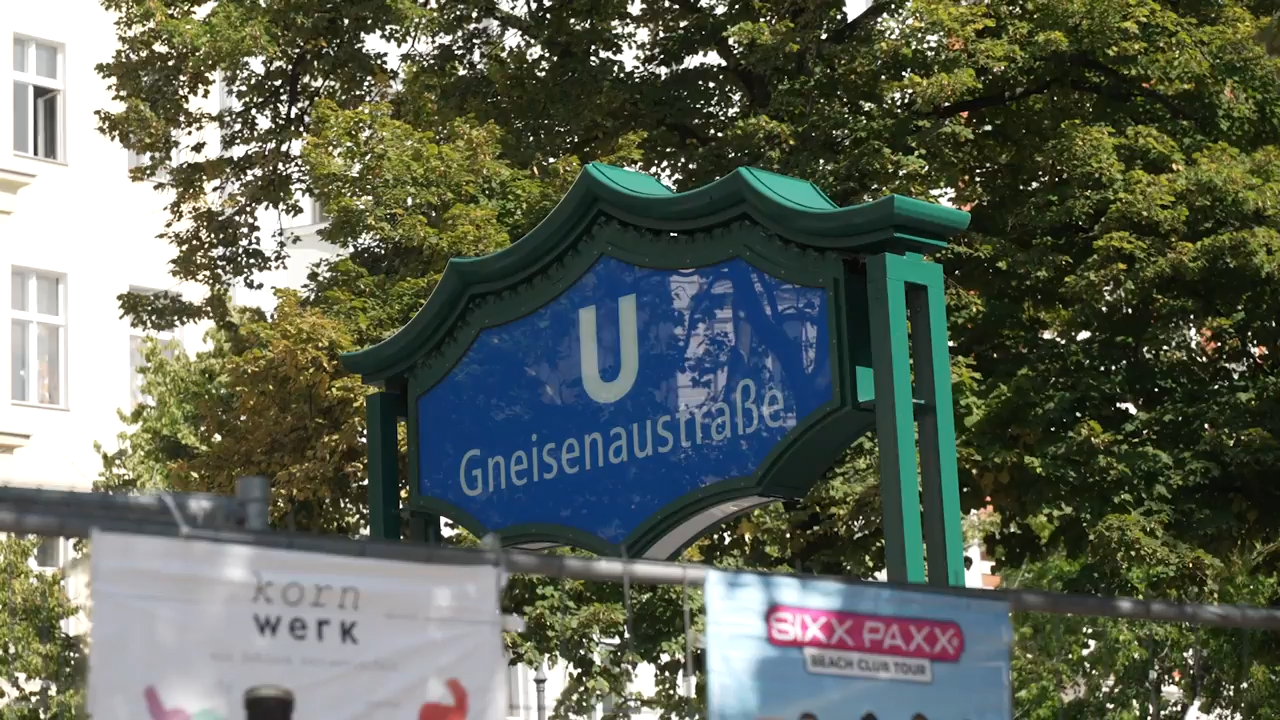 U
Gneisenaustraße
korn
werk
SIXX PAXX
BEACH CLUB TOUR